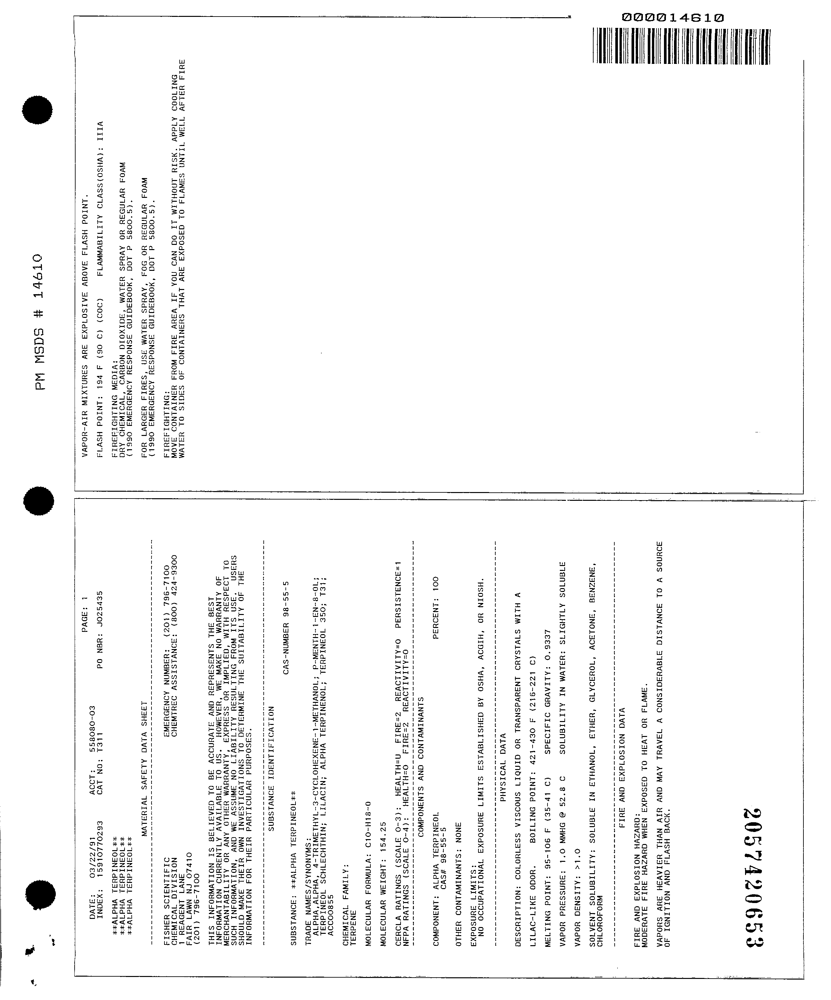 000014610
PM MSDS # 14610
DATE: 03/22/91 ACCT: 558080-03 PAGE: 1
INDEX: 15910770293 CAT NO: T311 PO NBR: J025435
**ALPHA TERPINEOL**
**ALPHA TERPINEOL**
**ALPHA TERPINEOL**
MATERIAL SAFETY DATA SHEET
FISHER SCIENTIFIC EMERGENCY NUMBER: (201) 796-7100
CHEMICAL DIVISION CHEMTREC ASSISTANCE: (800) 424-9300
1 REAGENT LANE
FAIR LAWN NJ 07410
(201) 796-7100
THIS INFORMATION IS BELIEVED TO BE ACCURATE AND REPRESENTS THE BEST
INFORMATION CURRENTLY AVAILABLE TO US. HOWEVER, WE MAKE NO WARRANTY OF
MERCHANTABILITY OR ANY OTHER WARRANTY, EXPRESS OR IMPLIED, WITH RESPECT TO
SUCH INFORMATION, AND WE ASSUME NO LIABILITY RESULTING FROM ITS USE. USERS
SHOULD MAKE THEIR OWN INVESTIGATIONS TO DETERMINE THE SUITABILITY OF THE
INFORMATION FOR THEIR PARTICULAR PURPOSES.
SUBSTANCE IDENTIFICATION
CAS-NUMBER 98-55-5
SUBSTANCE: **ALPHA TERPINEOL**
TRADE NAMES/SYNONYMS:
ALPHA,ALPHA, 4-TRIMETHYL-3-CYCLOHEXENE-1-METHANOL; P-MENTH-1-EN-8-OL;
TERPINEOL SCHLECHTHIN; LILACIN; ALPHA TERPINENOL; TERPINEOL 350; T31;
ACC00855
CHEMICAL FAMILY:
TERPENE
MOLECULAR FORMULA: C10-H18-O
MOLECULAR WEIGHT: 154.25
CERCLA RATINGS (SCALE 0-3): HEALTH=U FIRE=2 REACTIVITY=0 PERSISTENCE=1
NFPA RATINGS (SCALE 0-4): HEALTH=0 FIRE=2 REACTIVITY=0
COMPONENTS AND CONTAMINANTS
COMPONENT: ALPHA TERPINEOL PERCENT: 100
CAS# 98-55-5
OTHER CONTAMINANTS: NONE
EXPOSURE LIMITS:
NO OCCUPATIONAL EXPOSURE LIMITS ESTABLISHED BY OSHA, ACGIH, OR NIOSH.
PHYSICAL DATA
DESCRIPTION: COLORLESS VISCOUS LIQUID OR TRANSPARENT CRYSTALS WITH A
LILAC-LIKE ODOR. BOILING POINT: 421-430 F (216-221 C)
MELTING POINT: 95-106 F (35-41 C) SPECIFIC GRAVITY: 0.9337
VAPOR PRESSURE: 1.0 MMHG @ 52.8 C SOLUBILITY IN WATER: SLIGHTLY SOLUBLE
VAPOR DENSITY: >1.0
SOLVENT SOLUBILITY: SOLUBLE IN ETHANOL, ETHER, GLYCEROL, ACETONE, BENZENE,
CHLOROFORM
FIRE AND EXPLOSION DATA
FIRE AND EXPLOSION HAZARD:
MODERATE FIRE HAZARD WHEN EXPOSED TO HEAT OR FLAME.
VAPORS ARE HEAVIER THAN AIR AND MAY TRAVEL A CONSIDERABLE DISTANCE TO A SOURCE
OF IGNITION AND FLASH BACK.
VAPOR-AIR MIXTURES ARE EXPLOSIVE ABOVE FLASH POINT.
FLASH POINT: 194 F (90 C) (COC) FLAMMABILITY CLASS(OSHA): IIIA
FIREFIGHTING MEDIA:
DRY CHEMICAL, CARBON DIOXIDE, WATER SPRAY OR REGULAR FOAM
(1990 EMERGENCY RESPONSE GUIDEBOOK, DOT P 5800.5).
FOR LARGER FIRES, USE WATER SPRAY, FOG OR REGULAR FOAM
(1990 EMERGENCY RESPONSE GUIDEBOOK, DOT P 5800.5).
FIREFIGHTING:
MOVE CONTAINER FROM FIRE AREA IF YOU CAN DO IT WITHOUT RISK. APPLY COOLING
WATER TO SIDES OF CONTAINERS THAT ARE EXPOSED TO FLAMES UNTIL WELL AFTER FIRE
2057420653